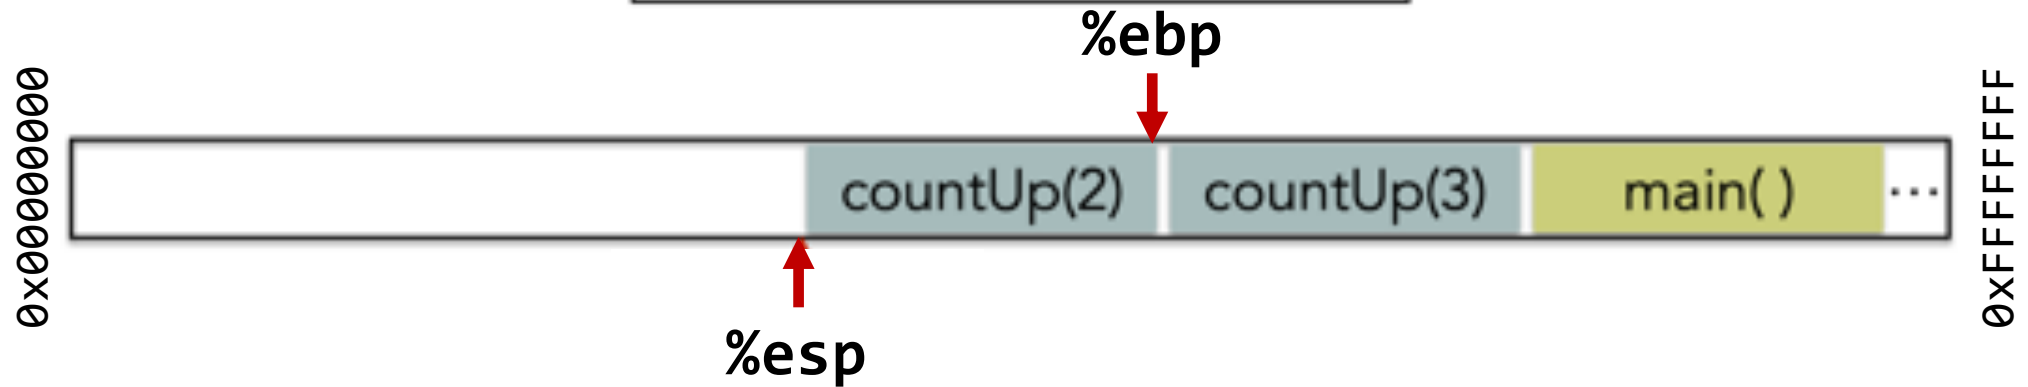 %ebp
0x00000000
countUp(2) countUp(3) main( ) ...
0xFFFFFFFF
%esp